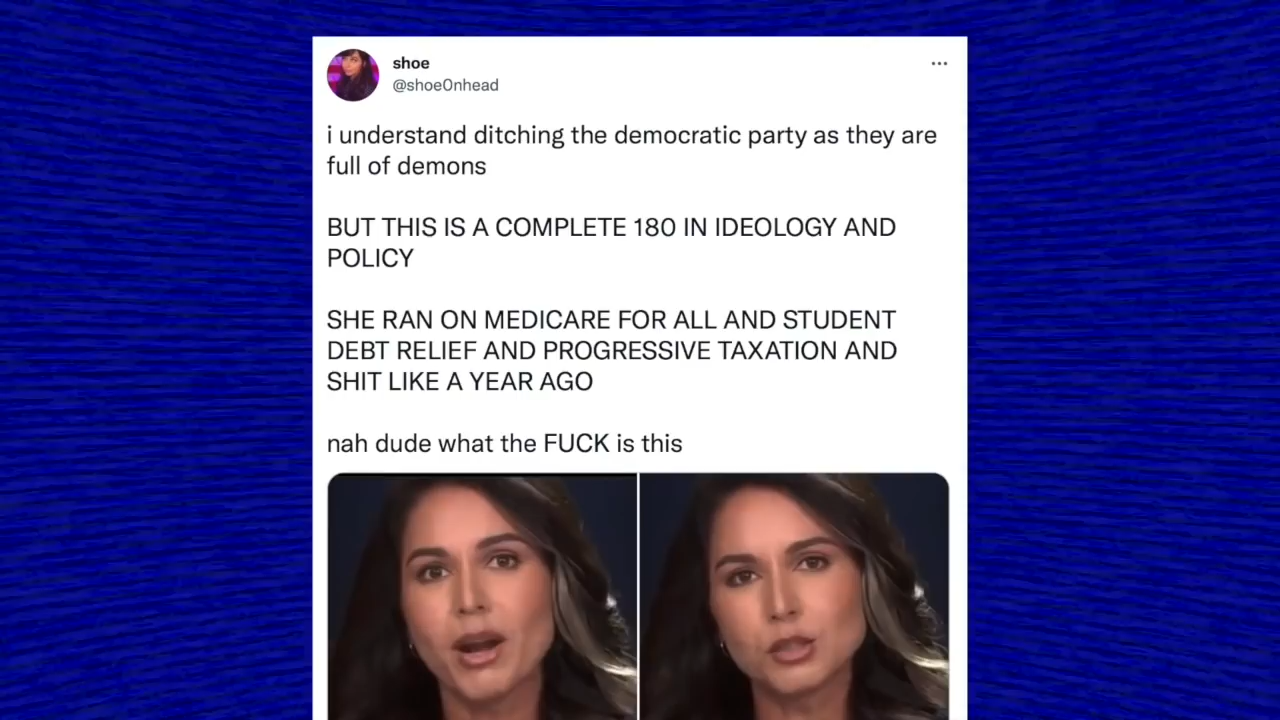 shoe
@shoe0nhead
i understand ditching the democratic party as they are
full of demons
BUT THIS IS A COMPLETE 180 IN IDEOLOGY AND
POLICY
SHE RAN ON MEDICARE FOR ALL AND STUDENT
DEBT RELIEF AND PROGRESSIVE TAXATION AND
SHIT LIKE A YEAR AGO
nah dude what the FUCK is this